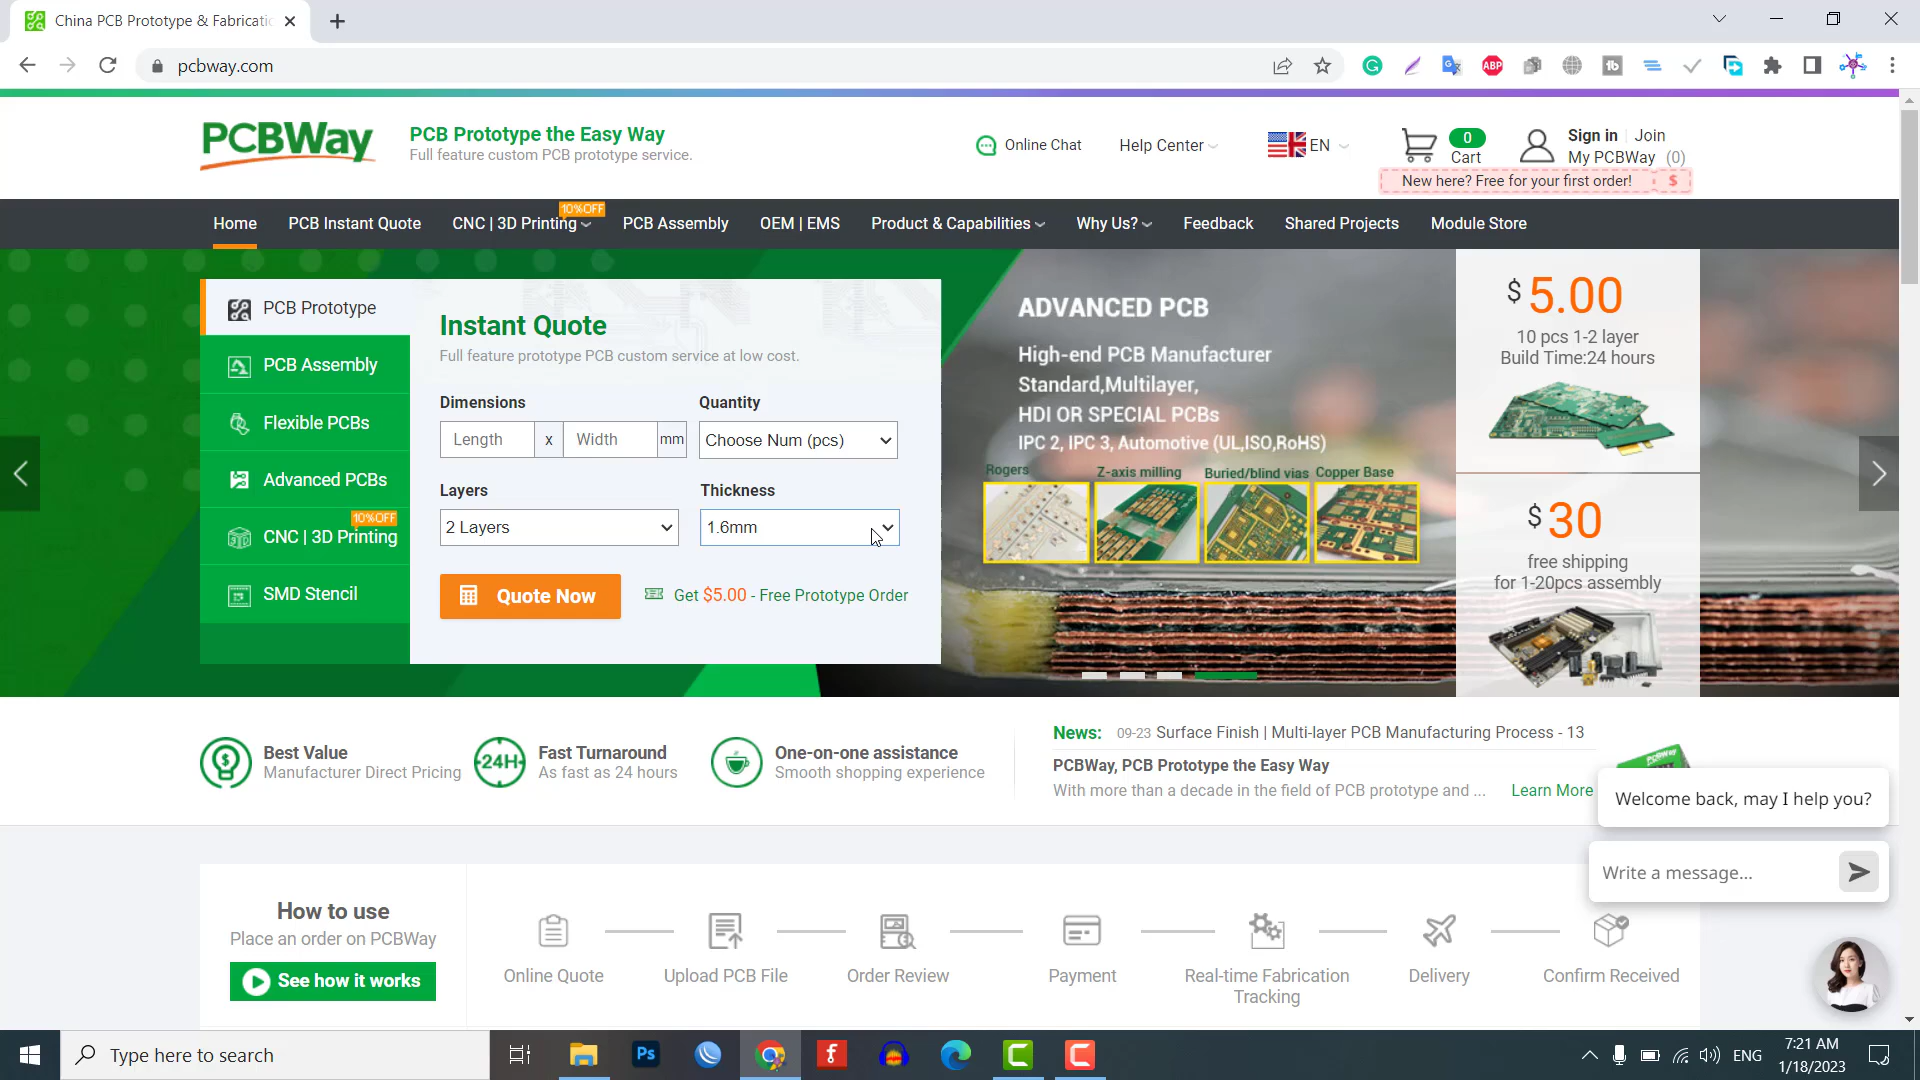 China PCB Prototype & Fabricatio
pcbway.com
PCBWay
PCB Prototype the Easy Way
Full feature custom PCB prototype service.
Online Chat
Help Center
EN
0
Cart
Sign in
Join
My PCBWay (0)
New here? Free for your first order! $
Home
PCB Instant Quote
CNC | 3D Printing
10%OFF
PCB Assembly
OEM | EMS
Product & Capabilities
Why Us?
Feedback
Shared Projects
Module Store
PCB Prototype
PCB Assembly
Flexible PCBs
Advanced PCBs
10%OFF
CNC | 3D Printing
SMD Stencil
Instant Quote
Full feature prototype PCB custom service at low cost.
Dimensions
Quantity
Length x Width mm
Choose Num (pcs)
Layers
Thickness
2 Layers
1.6mm
Quote Now
Get $5.00 - Free Prototype Order
ADVANCED PCB
High-end PCB Manufacturer
Standard,Multilayer,
HDI OR SPECIAL PCBs
IPC 2, IPC 3, Automotive (UL,ISO,RoHS)
Rogers
Z-axis milling
Buried/blind vias
Copper Base
$5.00
10 pcs 1-2 layer
Build Time:24 hours
$30
free shipping
for 1-20pcs assembly
Best Value
Manufacturer Direct Pricing
24H
Fast Turnaround
As fast as 24 hours
One-on-one assistance
Smooth shopping experience
News: 09-23 Surface Finish | Multi-layer PCB Manufacturing Process - 13
PCBWay, PCB Prototype the Easy Way
With more than a decade in the field of PCB prototype and ... Learn More
Welcome back, may I help you?
Write a message...
How to use
Place an order on PCBWay
See how it works
Online Quote
Upload PCB File
Order Review
Payment
Real-time Fabrication
Tracking
Delivery
Confirm Received
Type here to search
Ps
ENG
7:21 AM
1/18/2023